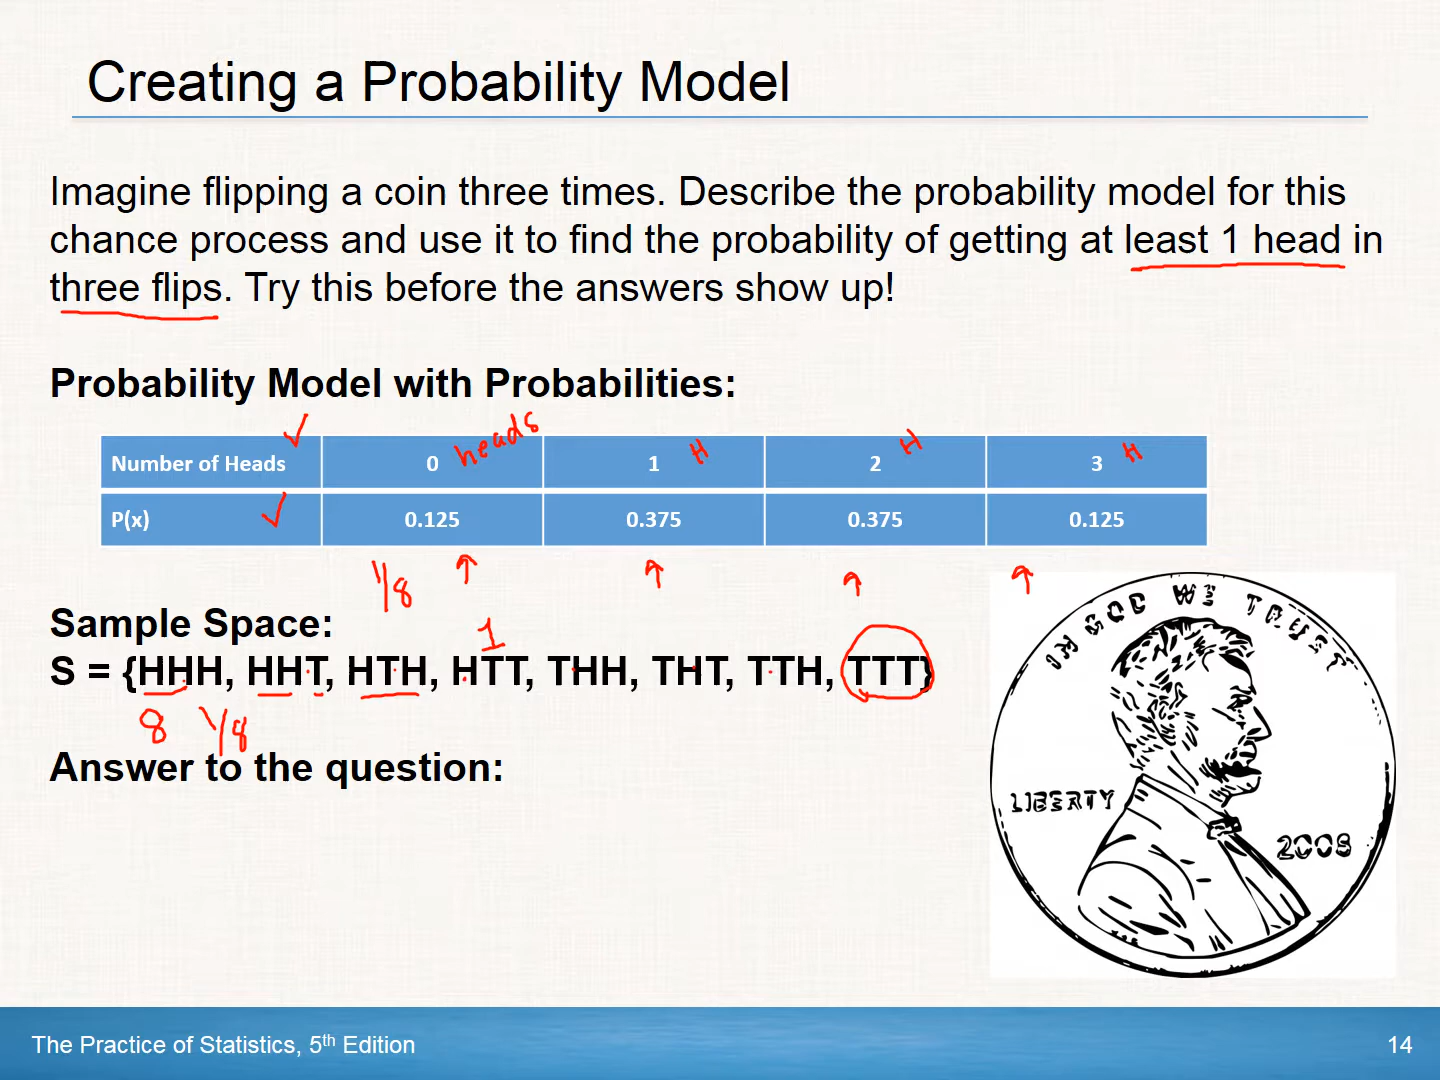 Creating a Probability Model
Imagine flipping a coin three times. Describe the probability model for this
chance process and use it to find the probability of getting at least 1 head in
three flips. Try this before the answers show up!
Probability Model with Probabilities:
Number of Heads 0 heads 1 H 2 H 3 H
P(x) 0.125 0.375 0.375 0.125
1/8
Sample Space:
1
S = {HHH, HHT, HTH, HTT, THH, THT, TTH, TTT}
8 1/8
Answer to the question:
IN GOD WE TRUST
LIBERTY
2008
The Practice of Statistics, 5th Edition
14